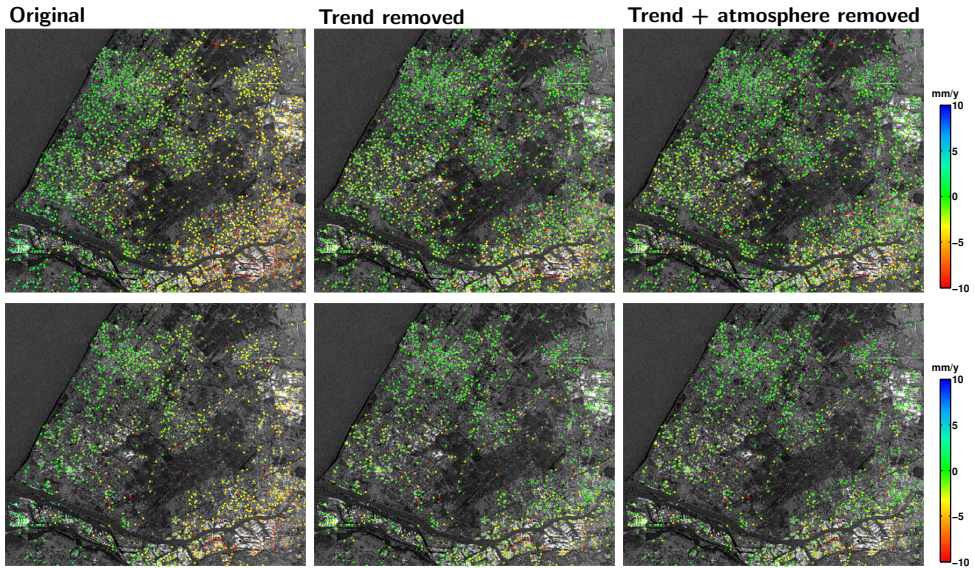 Original
Trend removed
Trend + atmosphere removed
mm/y
10
5
0
−5
−10
mm/y
10
5
0
−5
−10